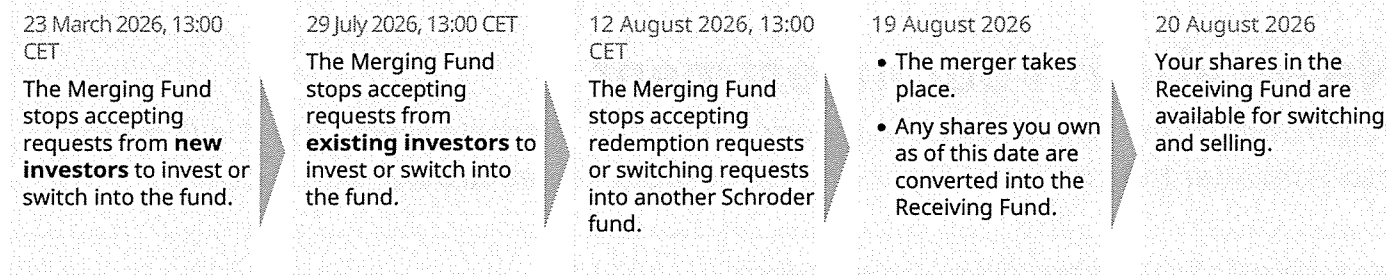 23 March 2026, 13:00
CET
The Merging Fund
stops accepting
requests from new
investors to invest or
switch into the fund.
29 July 2026, 13:00 CET
The Merging Fund
stops accepting
requests from
existing investors to
invest or switch into
the fund.
12 August 2026, 13:00
CET
The Merging Fund
stops accepting
redemption requests
or switching requests
into another Schroder
fund.
19 August 2026
• The merger takes
place.
• Any shares you own
as of this date are
converted into the
Receiving Fund.
20 August 2026
Your shares in the
Receiving Fund are
available for switching
and selling.